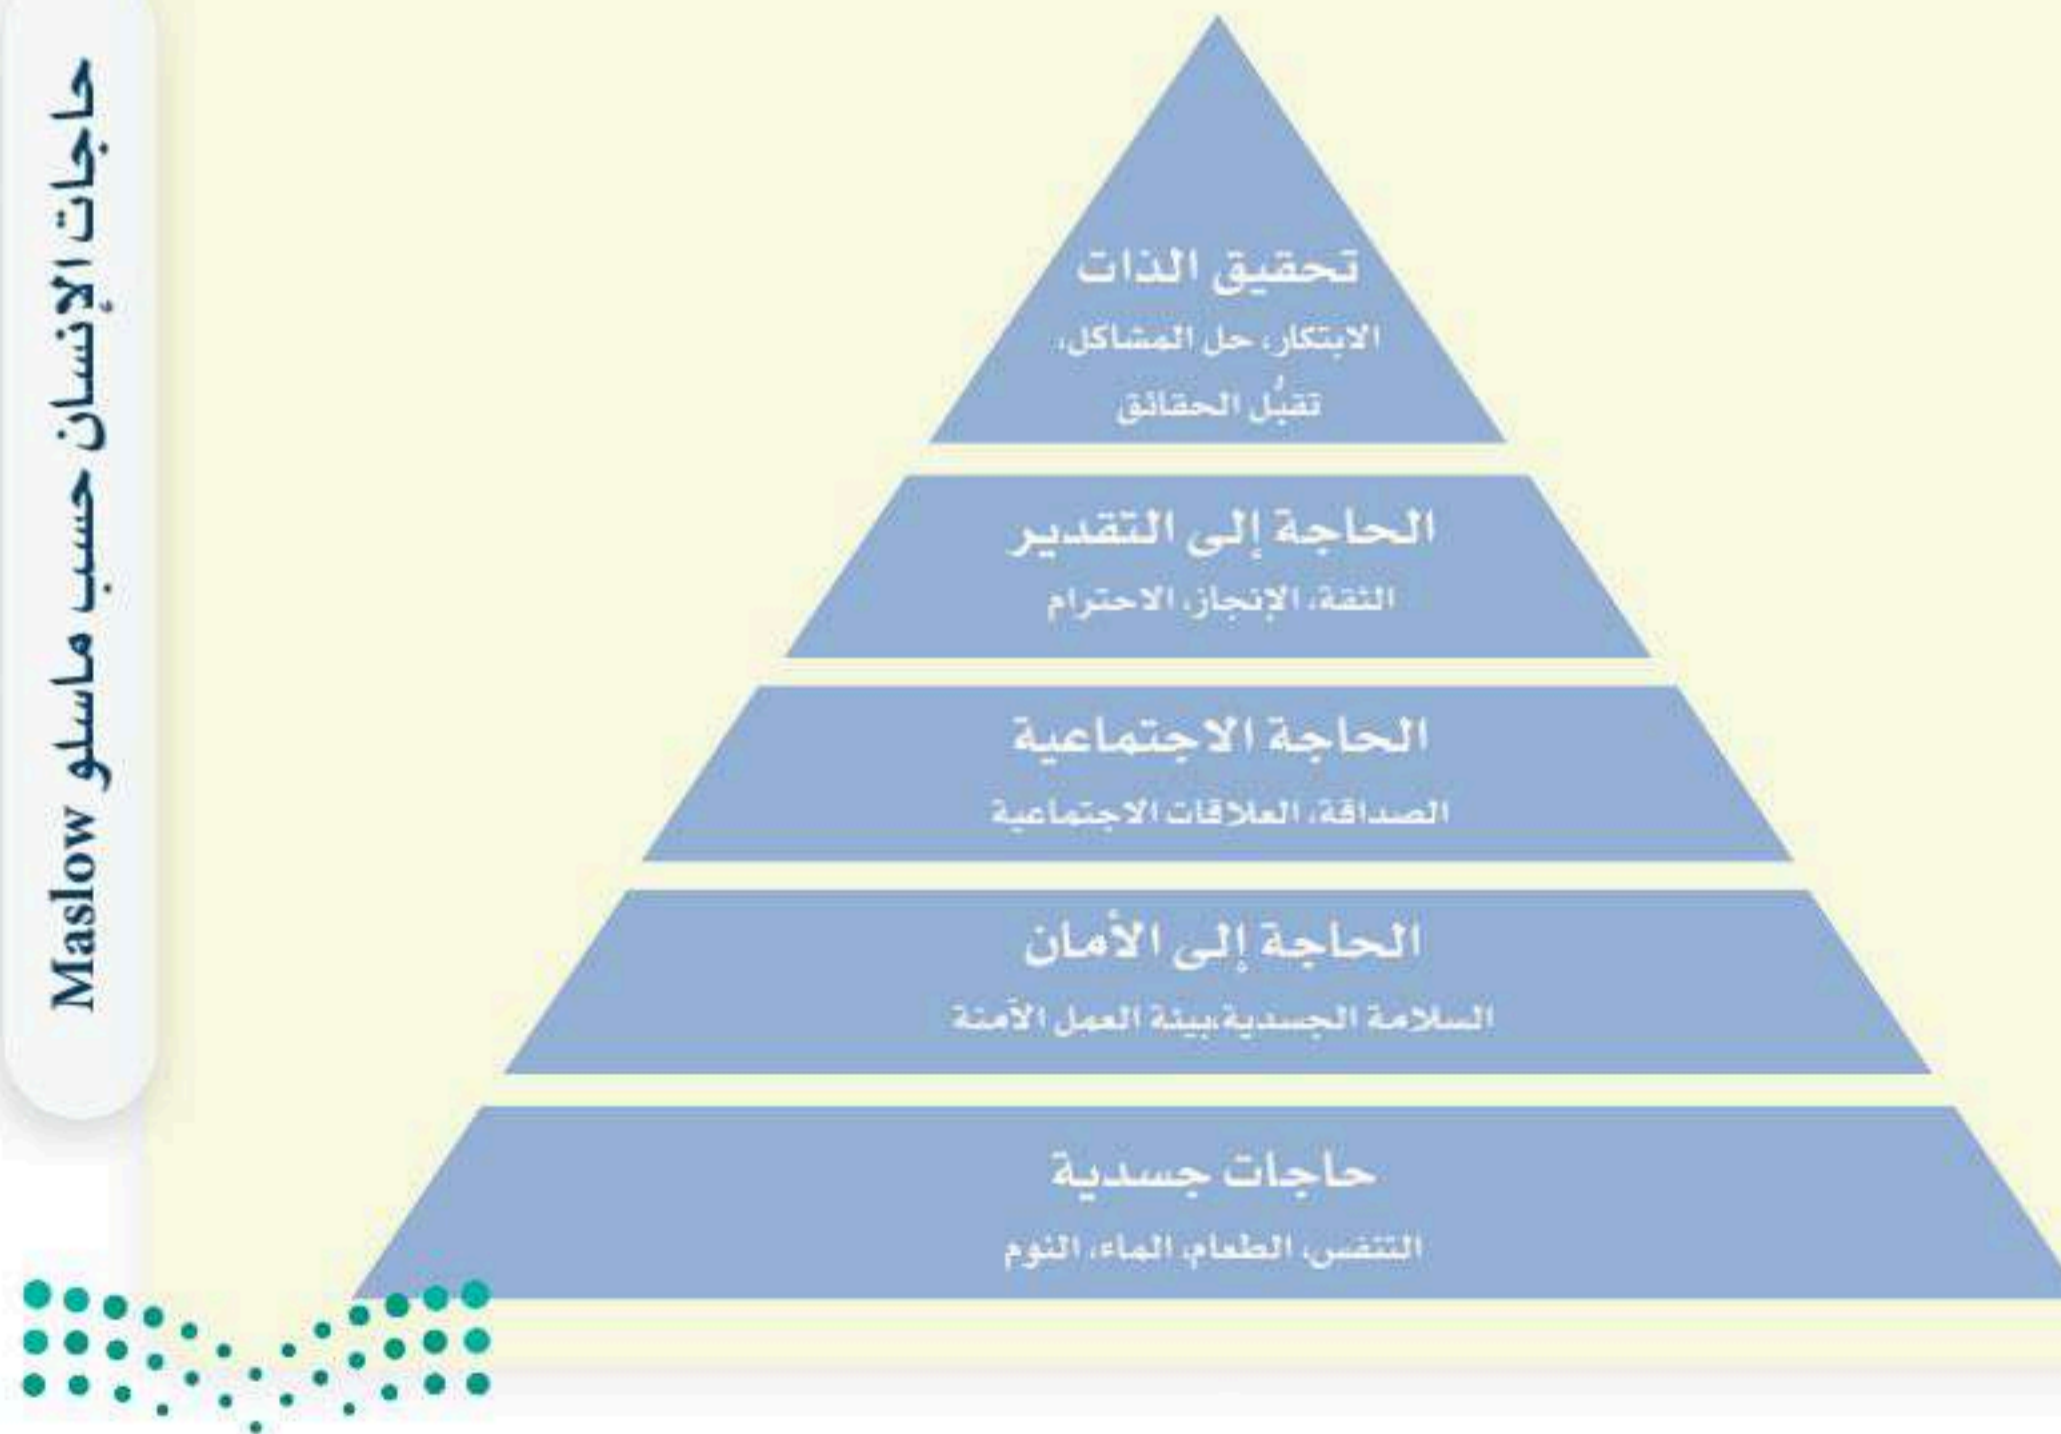 حاجات الإنسان حسب ماسلو Maslow
تحقيق الذات
الابتكار، حل المشاكل،
تقبُّل الحقائق
الحاجة إلى التقدير
الثقة، الإنجاز، الاحترام
الحاجة الاجتماعية
الصداقة، العلاقات الاجتماعية
الحاجة إلى الأمان
السلامة الجسدية،بيئة العمل الآمنة
حاجات جسدية
التنفس، الطعام، الماء، النوم